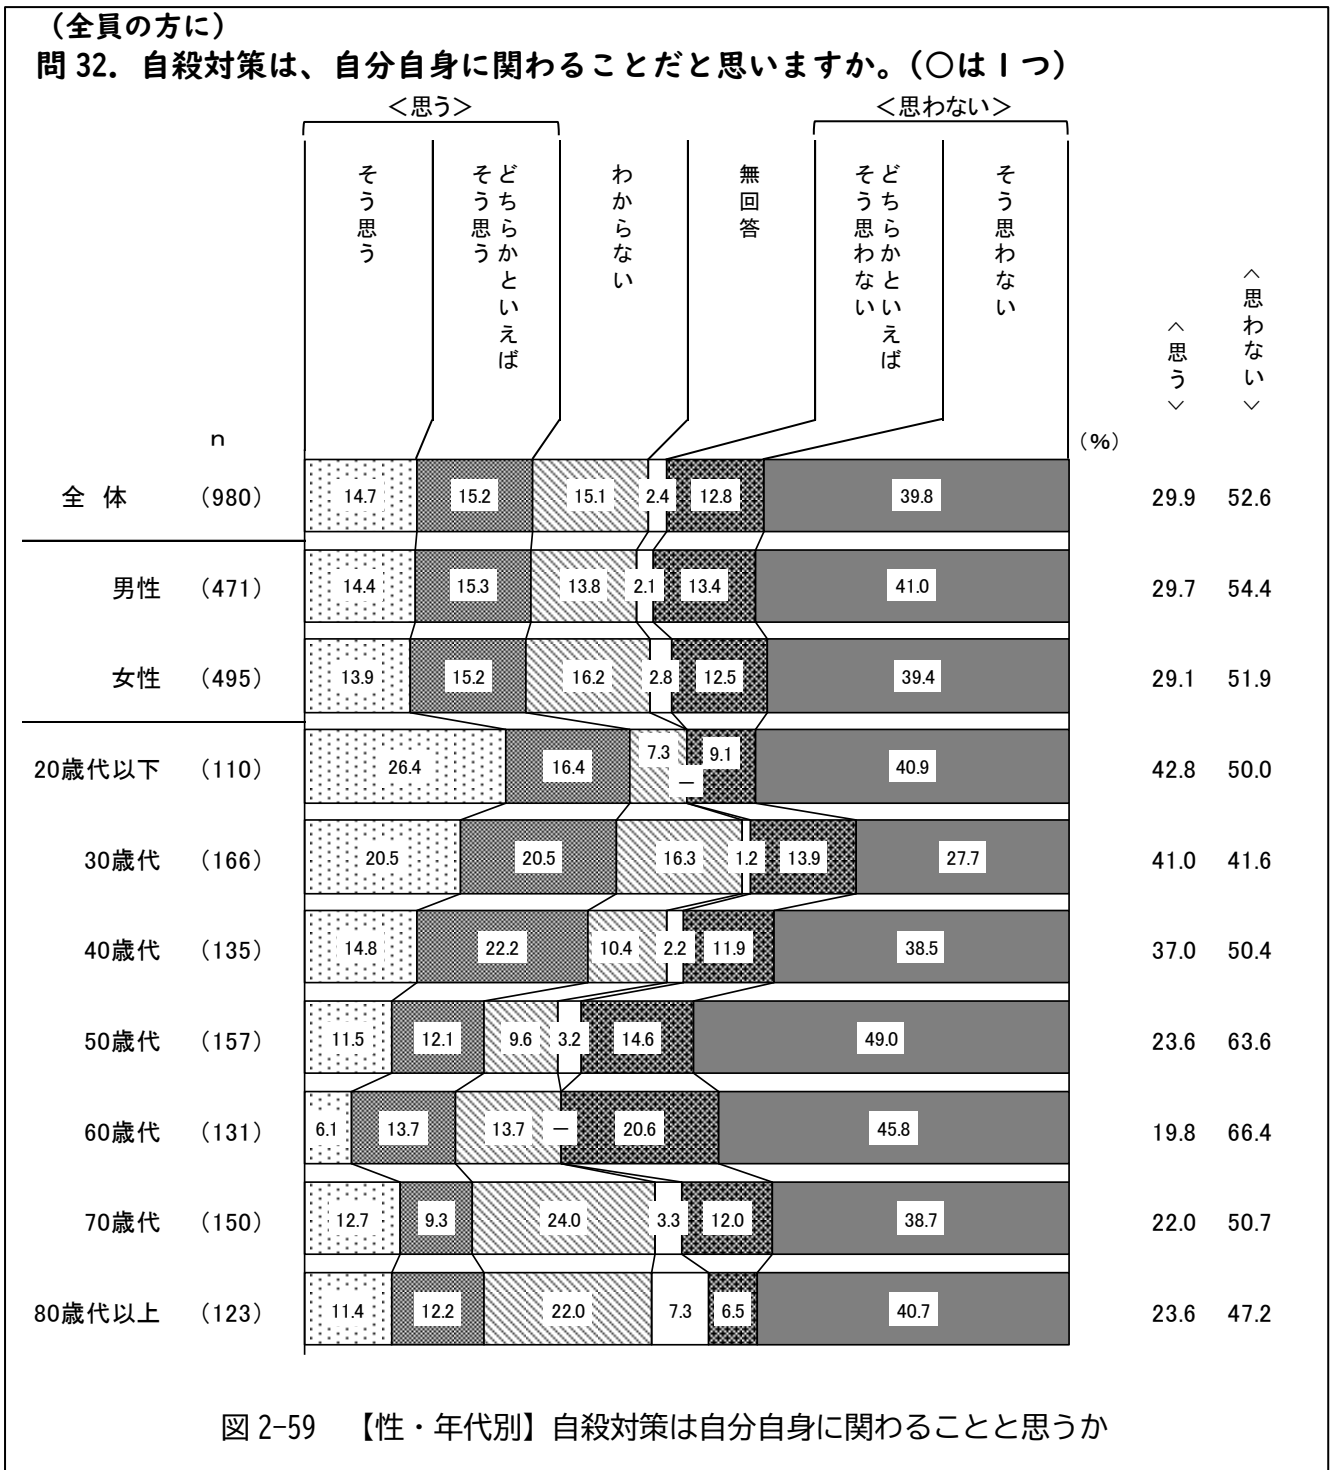 （全員の方に）
問 32．自殺対策は、自分自身に関わることだと思いますか。（○は１つ）
＜思う＞ ＜思わない＞
そう思う
どちらかといえば
そう思う
わからない
無回答
どちらかといえば
そう思わない
そう思わない
＜思う＞
＜思わない＞
n (%)
全 体 (980) 14.7 15.2 15.1 2.4 12.8 39.8 29.9 52.6
男性 (471) 14.4 15.3 13.8 2.1 13.4 41.0 29.7 54.4
女性 (495) 13.9 15.2 16.2 2.8 12.5 39.4 29.1 51.9
20歳代以下 (110) 26.4 16.4 7.3 － 9.1 40.9 42.8 50.0
30歳代 (166) 20.5 20.5 16.3 1.2 13.9 27.7 41.0 41.6
40歳代 (135) 14.8 22.2 10.4 2.2 11.9 38.5 37.0 50.4
50歳代 (157) 11.5 12.1 9.6 3.2 14.6 49.0 23.6 63.6
60歳代 (131) 6.1 13.7 13.7 － 20.6 45.8 19.8 66.4
70歳代 (150) 12.7 9.3 24.0 3.3 12.0 38.7 22.0 50.7
80歳代以上 (123) 11.4 12.2 22.0 7.3 6.5 40.7 23.6 47.2
図 2-59 【性・年代別】自殺対策は自分自身に関わることと思うか